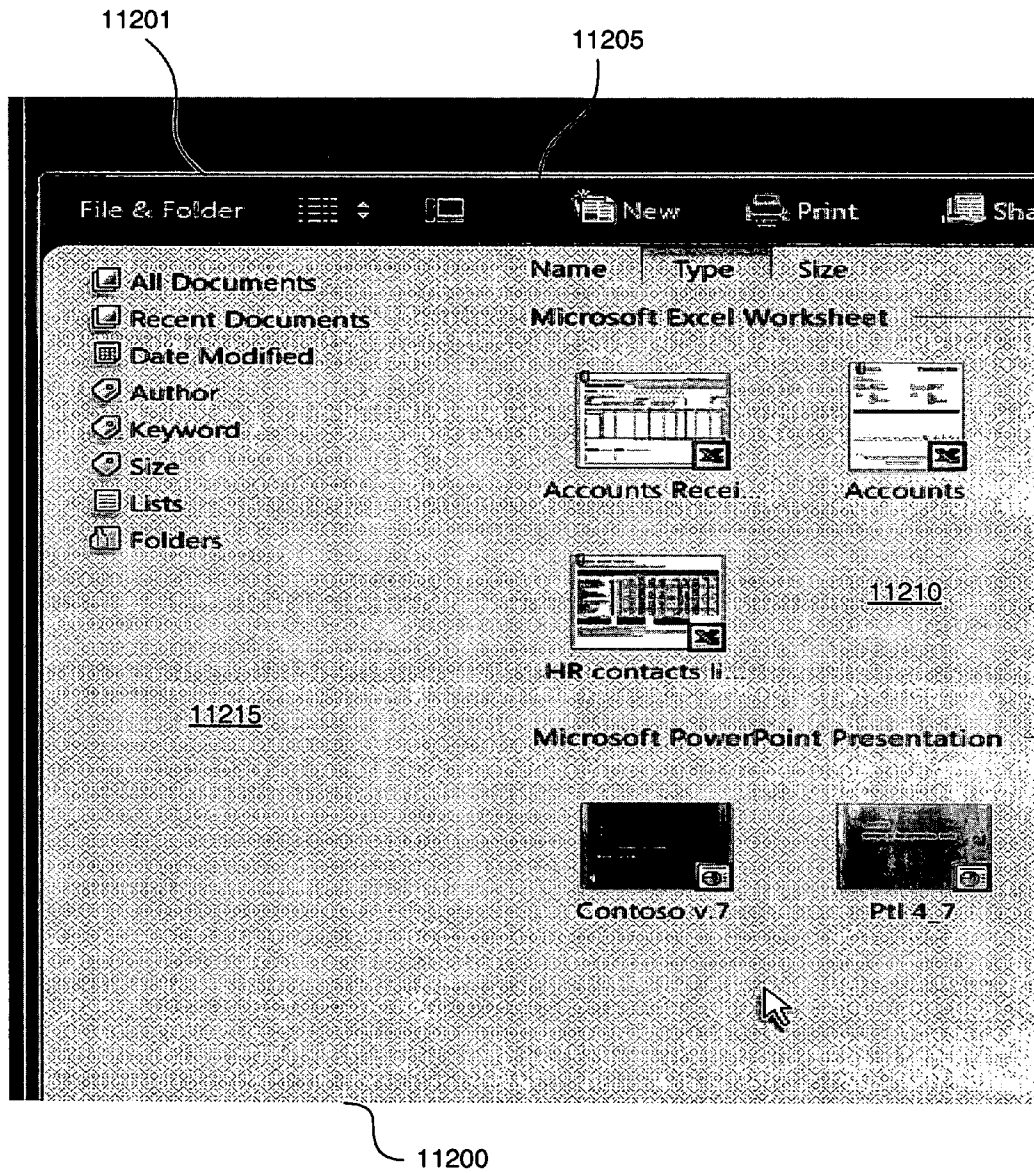 11201
11205
File & Folder New Print Sha
All Documents
Recent Documents
Date Modified
Author
Keyword
Size
Lists
Folders
Name Type Size
Microsoft Excel Worksheet
Accounts Recei... Accounts
HR contacts li...
11210
11215
Microsoft PowerPoint Presentation
Contoso v.7 Ptl 4_7
11200